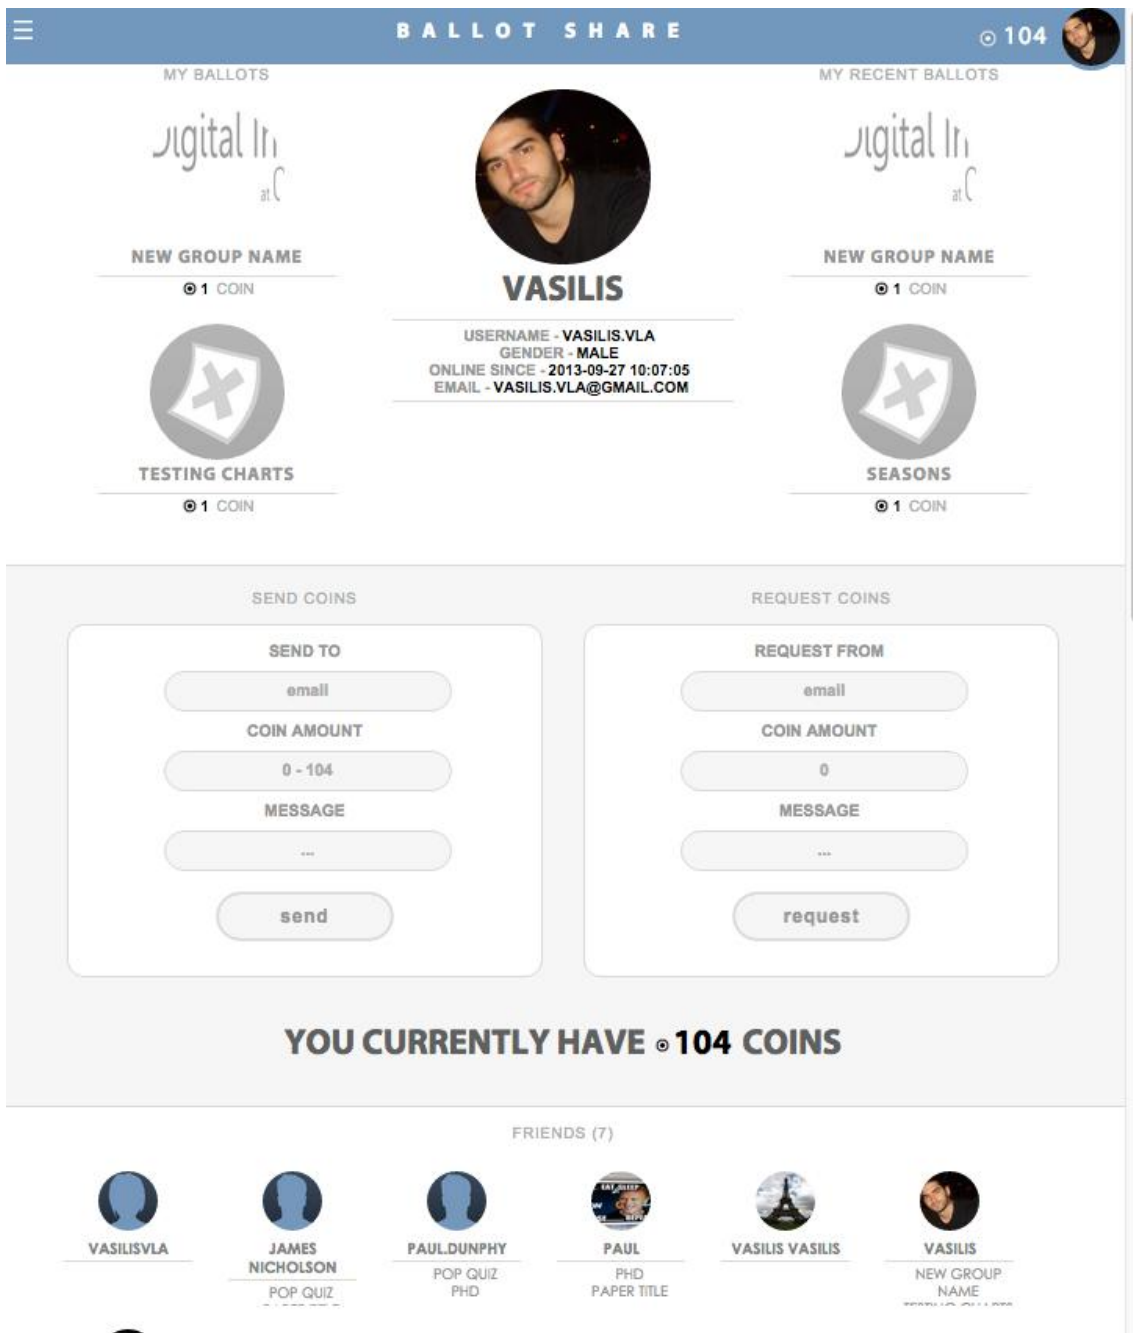 BALLOT SHARE
104
MY BALLOTS
at
NEW GROUP NAME
1 COIN
TESTING CHARTS
1 COIN
VASILIS
USERNAME - VASILIS.VLA
GENDER - MALE
ONLINE SINCE - 2013-09-27 10:07:05
EMAIL - VASILIS.VLA@GMAIL.COM
MY RECENT BALLOTS
at
NEW GROUP NAME
1 COIN
SEASONS
1 COIN
SEND COINS
SEND TO
email
COIN AMOUNT
0 - 104
MESSAGE
...
send
REQUEST COINS
REQUEST FROM
email
COIN AMOUNT
0
MESSAGE
...
request
YOU CURRENTLY HAVE 104 COINS
FRIENDS (7)
VASILISVLA
JAMES
NICHOLSON
POP QUIZ
PAUL.DUNPHY
POP QUIZ
PHD
PAUL
PHD
PAPER TITLE
VASILIS VASILIS
VASILIS
NEW GROUP
NAME